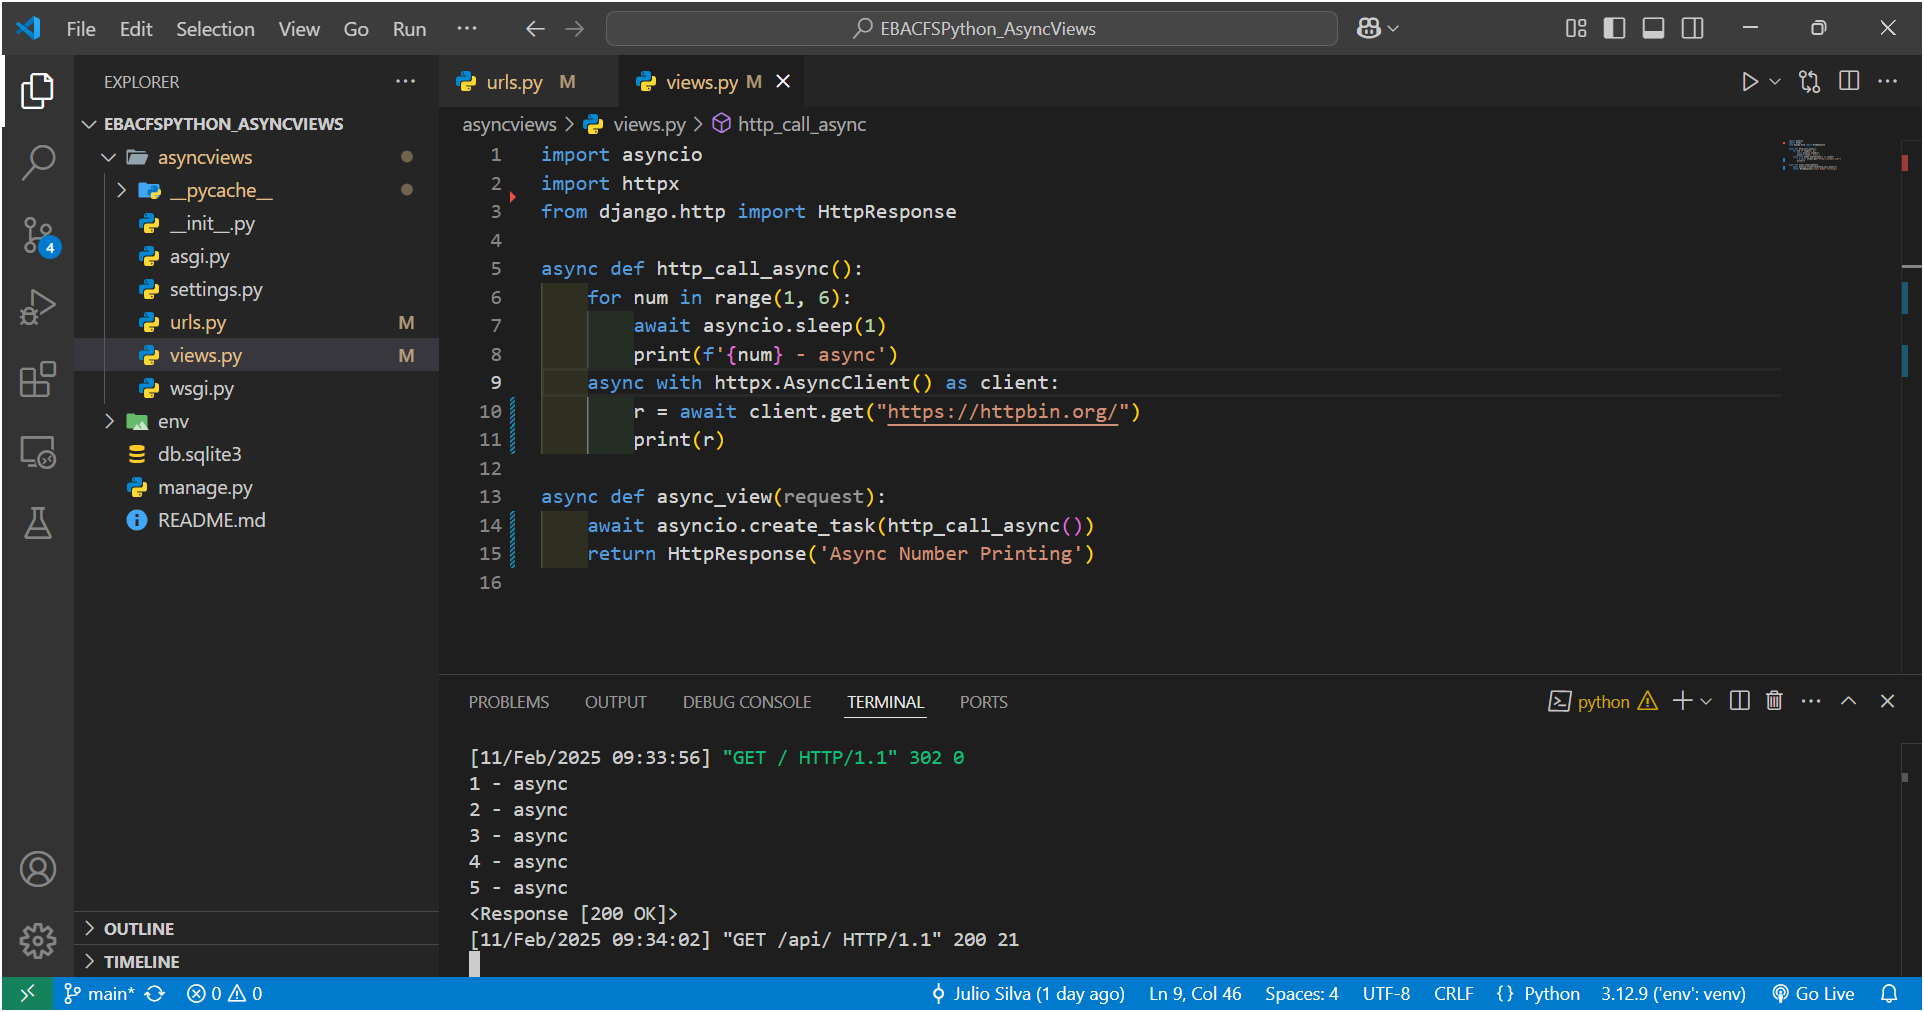 File Edit Selection View Go Run ··· EBACFSPython_AsyncViews
EXPLORER
EBACFSPYTHON_ASYNCVIEWS
asyncviews
__pycache__
__init__.py
asgi.py
settings.py
urls.py M
views.py M
wsgi.py
env
db.sqlite3
manage.py
README.md
OUTLINE
TIMELINE
4
urls.py M views.py M
asyncviews > views.py > http_call_async
1 import asyncio
2 import httpx
3 from django.http import HttpResponse
4
5 async def http_call_async():
6     for num in range(1, 6):
7         await asyncio.sleep(1)
8         print(f'{num} - async')
9     async with httpx.AsyncClient() as client:
10         r = await client.get("https://httpbin.org/")
11         print(r)
12
13 async def async_view(request):
14     await asyncio.create_task(http_call_async())
15     return HttpResponse('Async Number Printing')
16
PROBLEMS OUTPUT DEBUG CONSOLE TERMINAL PORTS python
[11/Feb/2025 09:33:56] "GET / HTTP/1.1" 302 0
1 - async
2 - async
3 - async
4 - async
5 - async
<Response [200 OK]>
[11/Feb/2025 09:34:02] "GET /api/ HTTP/1.1" 200 21
main* 0 0 Julio Silva (1 day ago) Ln 9, Col 46 Spaces: 4 UTF-8 CRLF {} Python 3.12.9 ('env': venv) Go Live